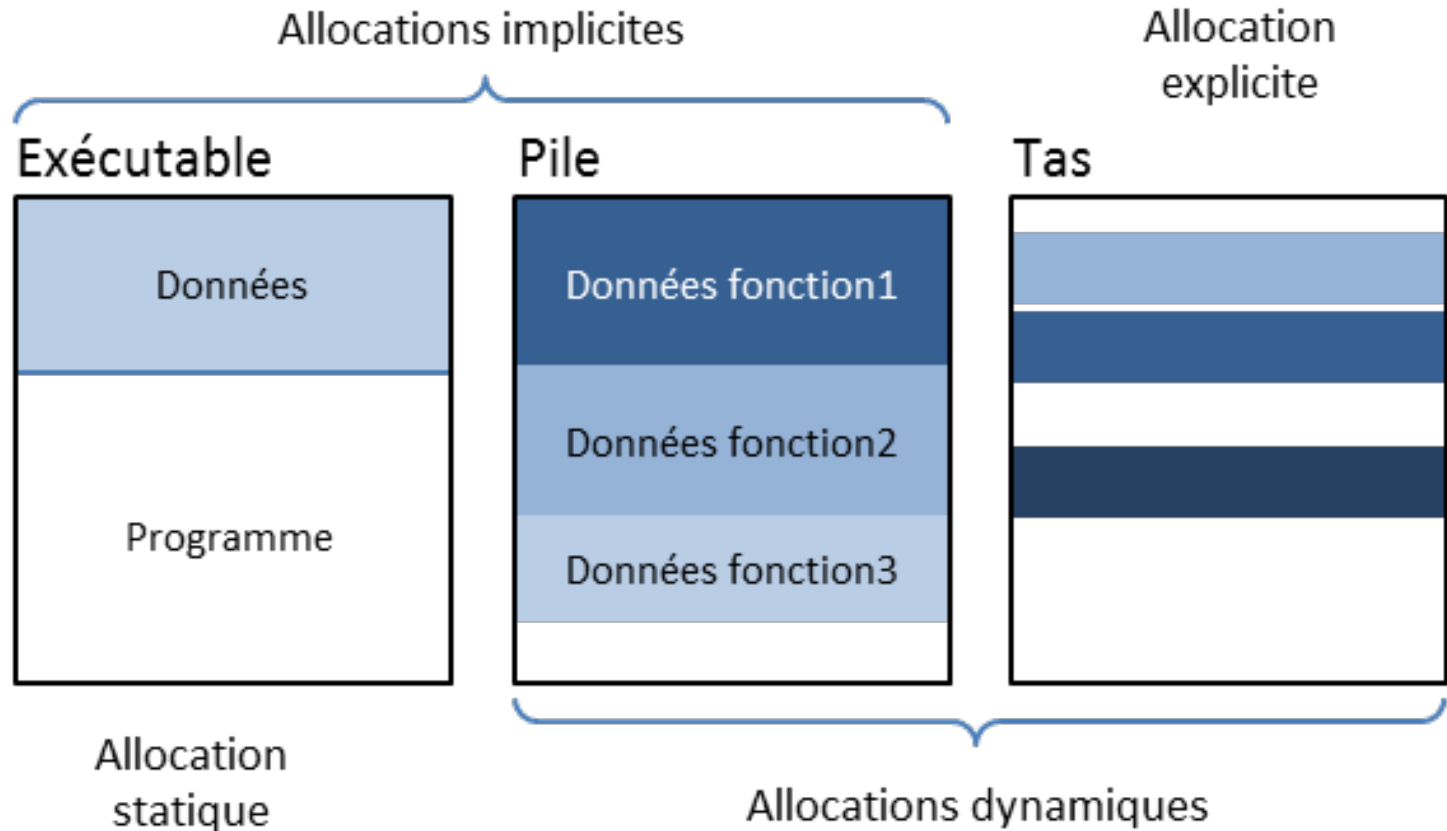 Allocations implicites
Allocation
explicite
Exécutable
Pile
Tas
Données
Programme
Données fonction1
Données fonction2
Données fonction3
Allocation
statique
Allocations dynamiques